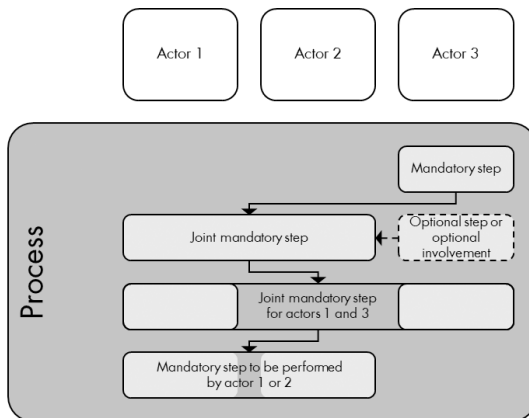 Actor 1
Actor 2
Actor 3
Process
Mandatory step
Joint mandatory step
Optional step or
optional
involvement
Joint mandatory step
for actors 1 and 3
Mandatory step to be performed
by actor 1 or 2